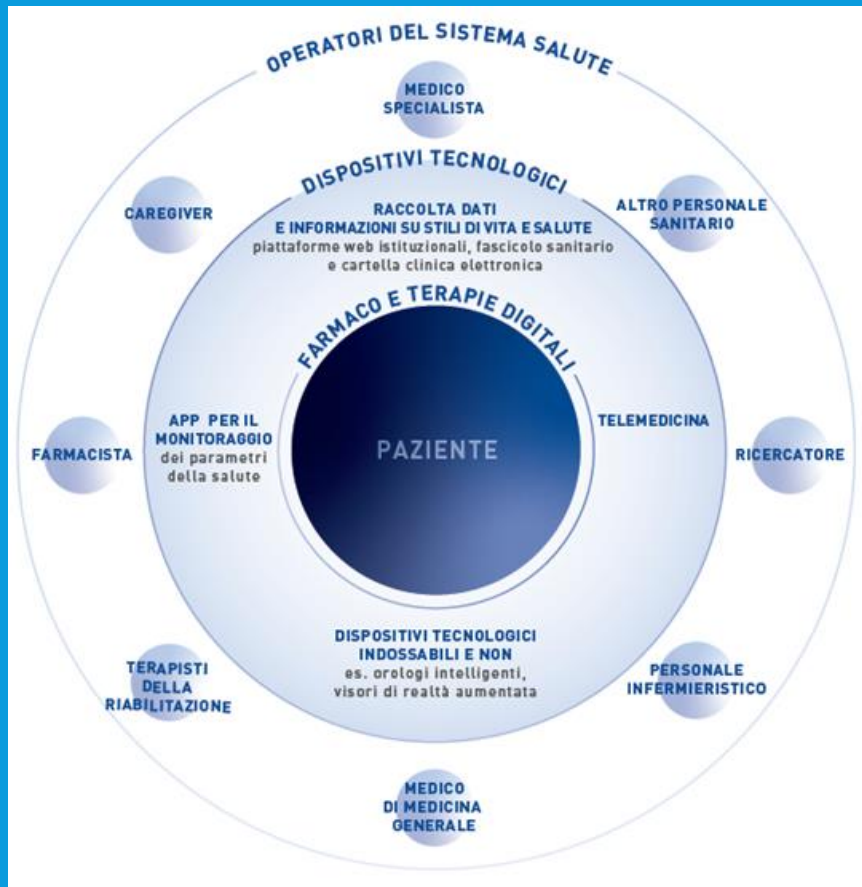 OPERATORI DEL SISTEMA SALUTE
MEDICO
SPECIALISTA
CAREGIVER
ALTRO PERSONALE
SANITARIO
DISPOSITIVI TECNOLOGICI
RACCOLTA DATI
E INFORMAZIONI SU STILI DI VITA E SALUTE
piattaforme web istituzionali, fascicolo sanitario
e cartella clinica elettronica
FARMACO E TERAPIE DIGITALI
PAZIENTE
APP PER IL
MONITORAGGIO
dei parametri
della salute
TELEMEDICINA
FARMACISTA
RICERCATORE
DISPOSITIVI TECNOLOGICI
INDOSSABILI E NON
es. orologi intelligenti,
visori di realtà aumentata
TERAPISTI
DELLA
RIABILITAZIONE
PERSONALE
INFERMIERISTICO
MEDICO
DI MEDICINA
GENERALE